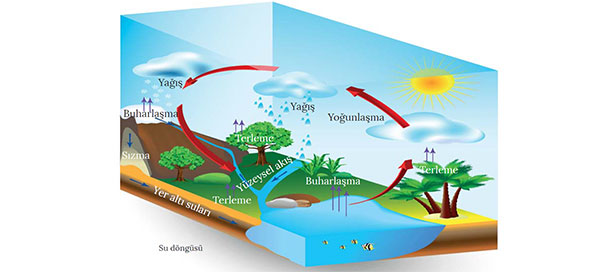 Yağış
Yağış
Yoğunlaşma
Buharlaşma
Terleme
Sızma
Yüzeysel akış
Terleme
Buharlaşma
Terleme
Yer altı suları
Su döngüsü